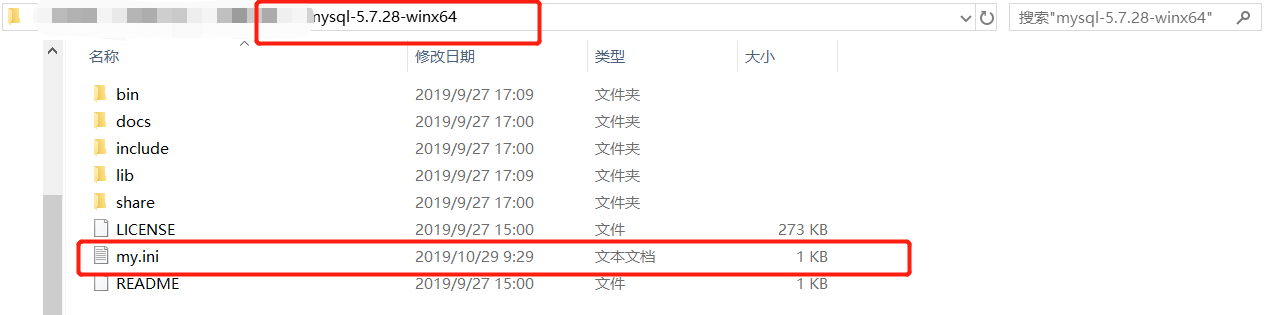 mysql-5.7.28-winx64
搜索"mysql-5.7.28-winx64"
名称 修改日期 类型 大小
bin 2019/9/27 17:09 文件夹
docs 2019/9/27 17:00 文件夹
include 2019/9/27 17:00 文件夹
lib 2019/9/27 17:09 文件夹
share 2019/9/27 17:00 文件夹
LICENSE 2019/9/27 15:00 文件 273 KB
my.ini 2019/10/29 9:29 文本文档 1 KB
README 2019/9/27 15:00 文件 1 KB